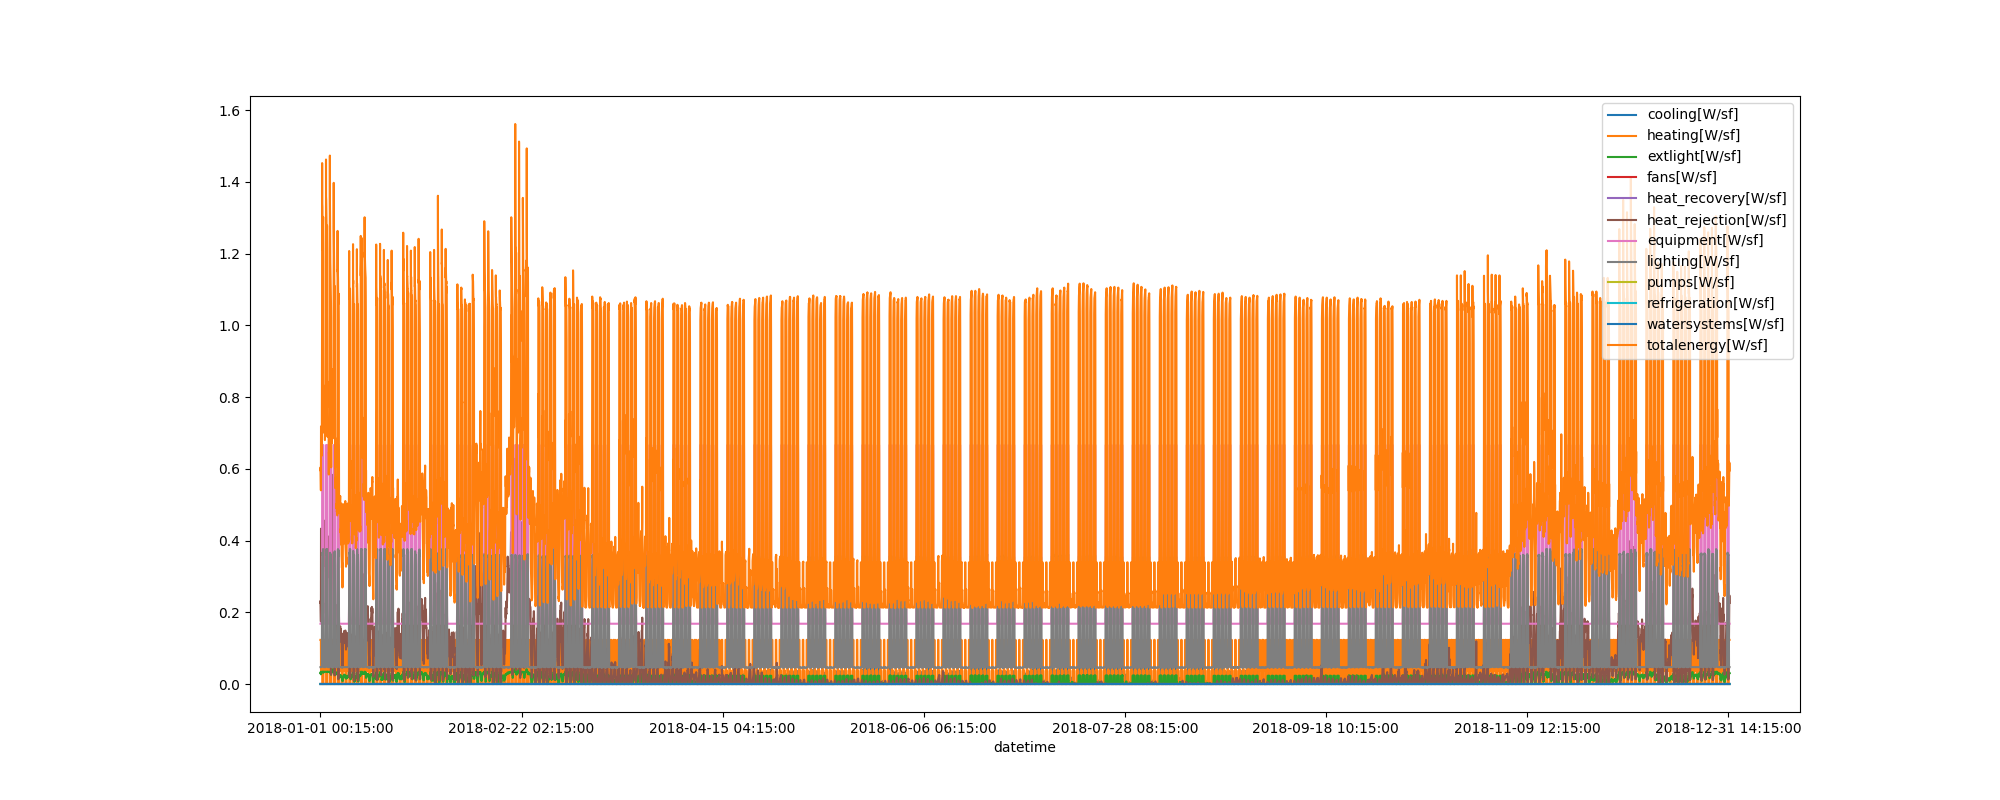 1.6
1.4
1.2
1.0
0.8
0.6
0.4
0.2
0.0
cooling[W/sf]
heating[W/sf]
extlight[W/sf]
fans[W/sf]
heat_recovery[W/sf]
heat_rejection[W/sf]
equipment[W/sf]
lighting[W/sf]
pumps[W/sf]
refrigeration[W/sf]
watersystems[W/sf]
totalenergy[W/sf]
2018-01-01 00:15:00 2018-02-22 02:15:00 2018-04-15 04:15:00 2018-06-06 06:15:00 2018-07-28 08:15:00 2018-09-18 10:15:00 2018-11-09 12:15:00 2018-12-31 14:15:00
datetime